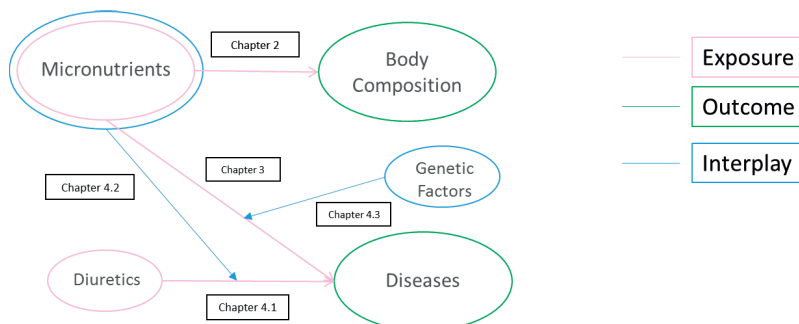 Chapter 2
Micronutrients
Body
Composition
Exposure
Outcome
Interplay
Chapter 3
Genetic
Factors
Chapter 4.2
Chapter 4.3
Diuretics
Diseases
Chapter 4.1